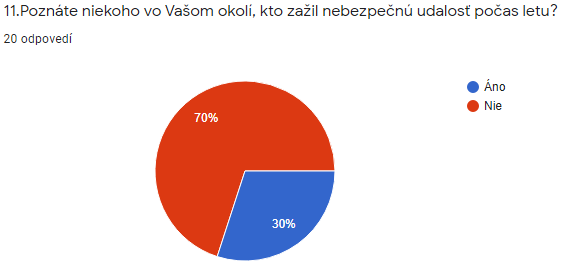 11.Poznáte niekoho vo Vašom okolí, kto zažil nebezpečnú udalosť počas letu?
20 odpovedí
Áno
Nie
70%
30%